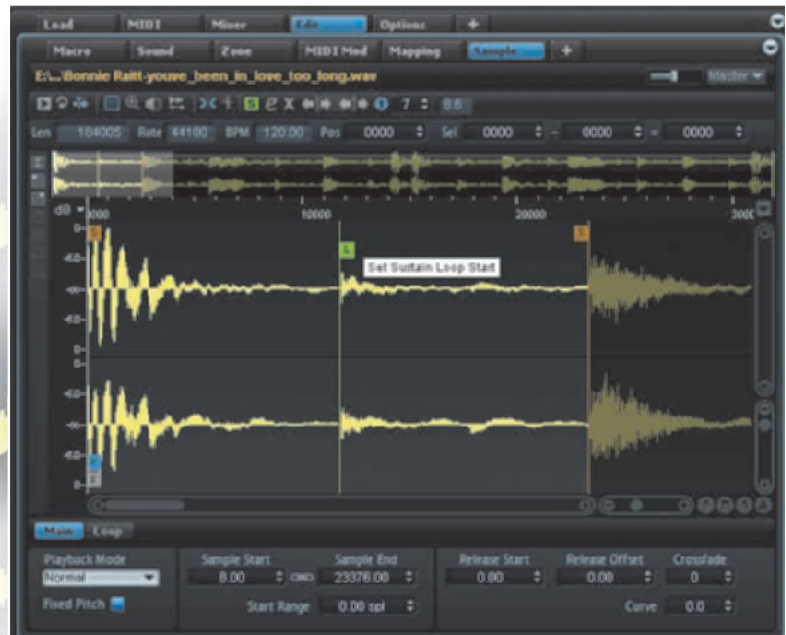 Load MIDI Mixer Edit Options +
Macro Sound Zone MIDI Mod Mapping Sample +
E:\...\Bonnie Raitt-youve_been_in_love_too_long.wav Master
S e X 7 8.6
Len 164005 Rate 44100 BPM 120.00 Pos 0000 Sel 0000 - 0000 = 0000
dB 0000 10000 20000
S L S
Set Sustain Loop Start
Main Loop
Playback Mode Sample Start Sample End Release Start Release Offset Crossfade
Normal 8.00 23376.00 0.00 0.00 0
Fixed Pitch Start Range 0.00 spl Curve 0.0